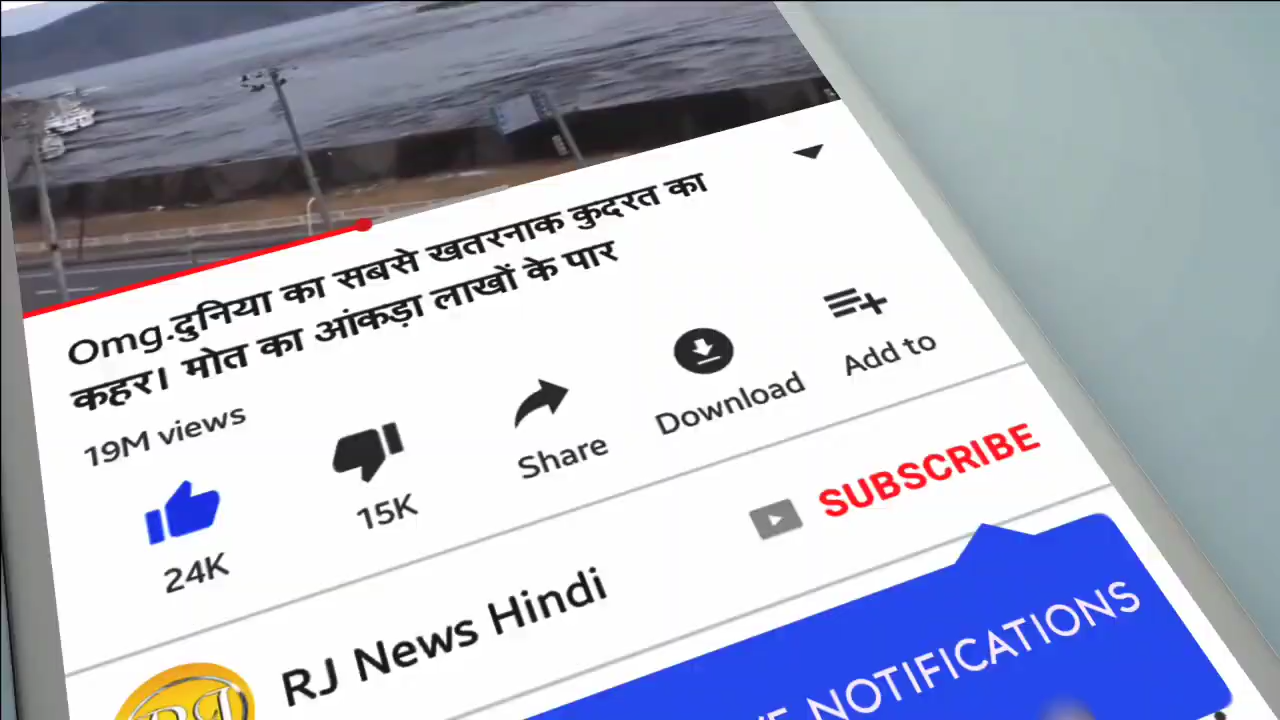 Omg.दुनिया का सबसे खतरनाक कुदरत का
कहर। मोत का आंकड़ा लाखों के पार
19M views
24K
15K
Share
Download
Add to
SUBSCRIBE
RJ News Hindi
RJ
NOTIFICATIONS